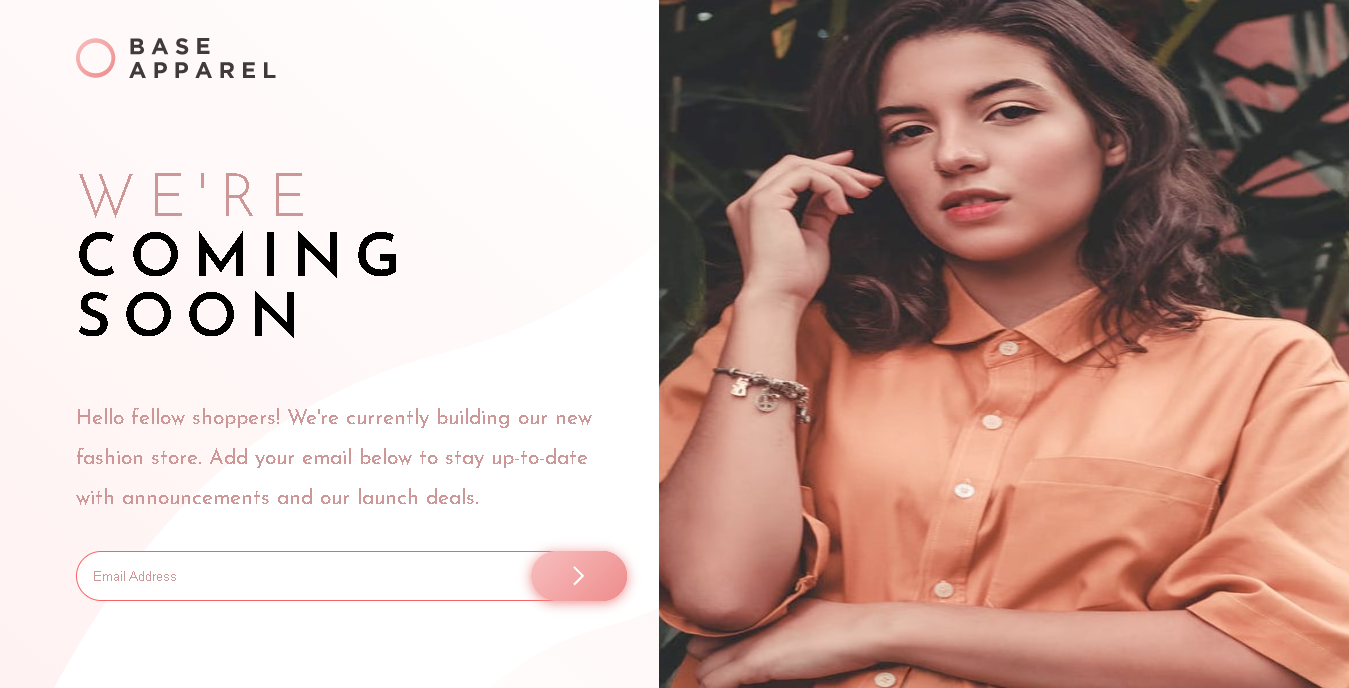 BASE
APPAREL
WE'RE
COMING
SOON
Hello fellow shoppers! We're currently building our new
fashion store. Add your email below to stay up-to-date
with announcements and our launch deals.
Email Address